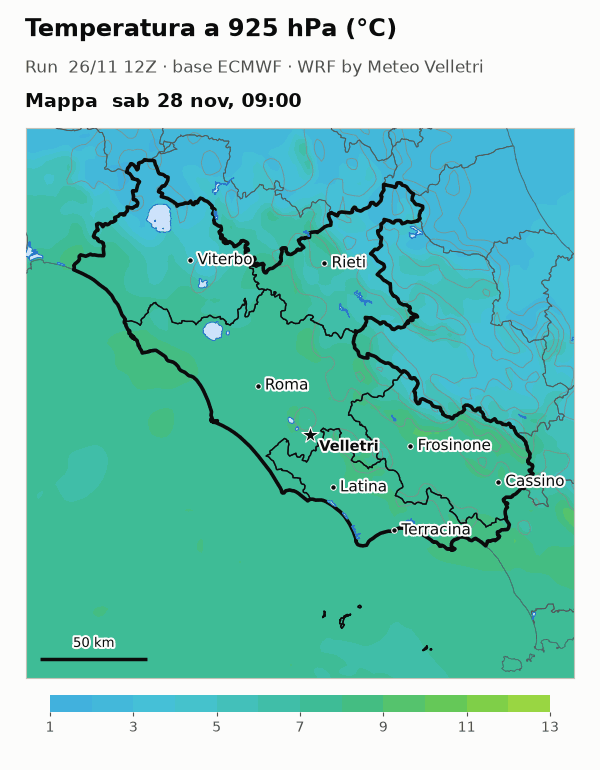 Temperatura a 925 hPa (°C)
Run  26/11 12Z · base ECMWF · WRF by Meteo Velletri
Mappa  sab 28 nov, 09:00
Viterbo
Rieti
Roma
Velletri
Frosinone
Cassino
Latina
Terracina
50 km
1 3 5 7 9 11 13